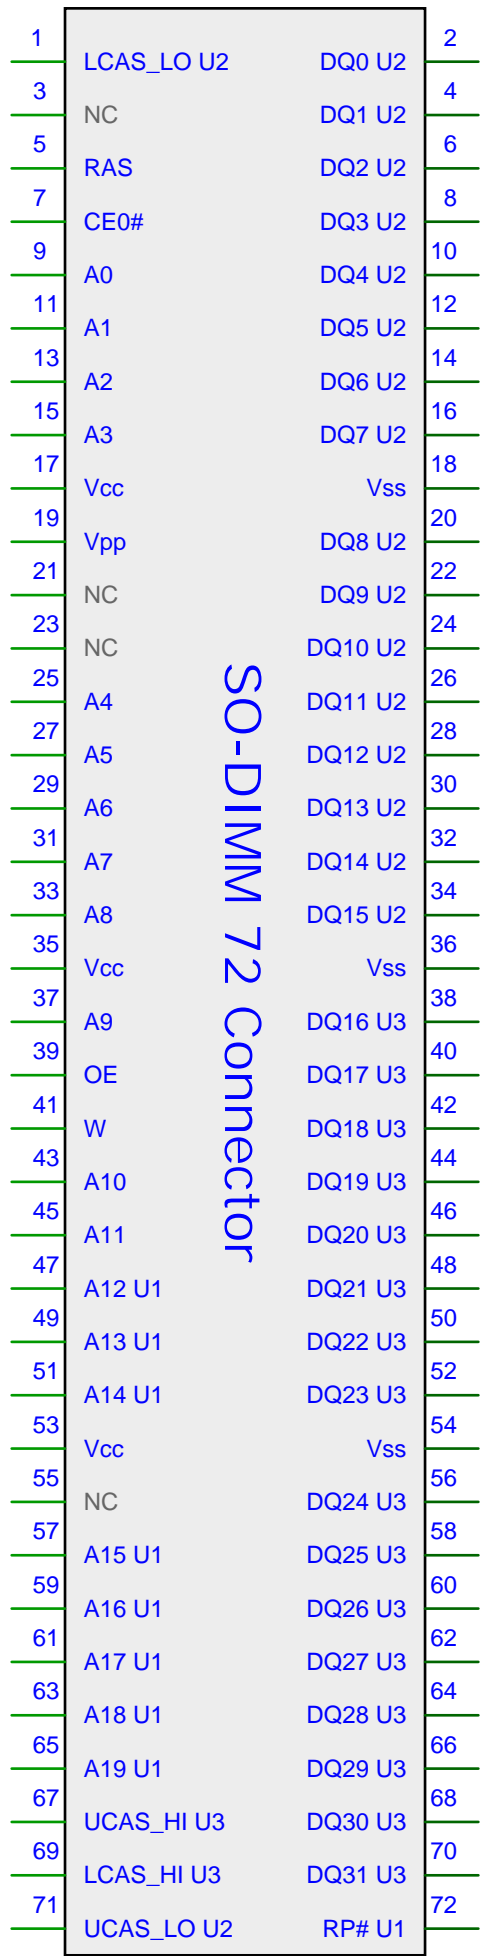 1 LCAS_LO U2 DQ0 U2 2
3 NC DQ1 U2 4
5 RAS DQ2 U2 6
7 CE0# DQ3 U2 8
9 A0 DQ4 U2 10
11 A1 DQ5 U2 12
13 A2 DQ6 U2 14
15 A3 DQ7 U2 16
17 Vcc Vss 18
19 Vpp DQ8 U2 20
21 NC DQ9 U2 22
23 NC DQ10 U2 24
25 A4 DQ11 U2 26
27 A5 DQ12 U2 28
29 A6 DQ13 U2 30
31 A7 DQ14 U2 32
33 A8 DQ15 U2 34
35 Vcc Vss 36
37 A9 DQ16 U3 38
39 OE DQ17 U3 40
41 W DQ18 U3 42
43 A10 DQ19 U3 44
45 A11 DQ20 U3 46
47 A12 U1 DQ21 U3 48
49 A13 U1 DQ22 U3 50
51 A14 U1 DQ23 U3 52
53 Vcc Vss 54
55 NC DQ24 U3 56
57 A15 U1 DQ25 U3 58
59 A16 U1 DQ26 U3 60
61 A17 U1 DQ27 U3 62
63 A18 U1 DQ28 U3 64
65 A19 U1 DQ29 U3 66
67 UCAS_HI U3 DQ30 U3 68
69 LCAS_HI U3 DQ31 U3 70
71 UCAS_LO U2 RP# U1 72
SO-DIMM 72 Connector